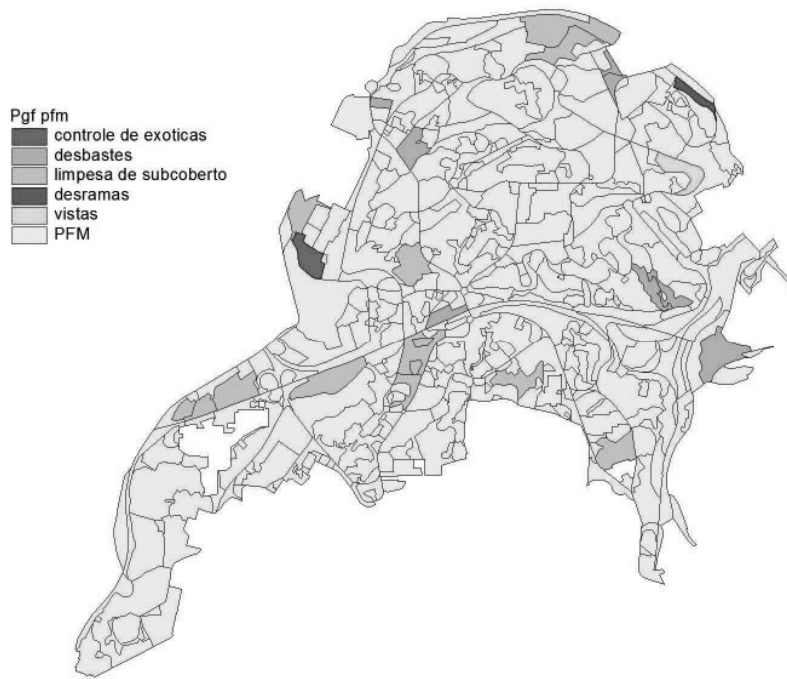 Pgf pfm
controle de exoticas
desbastes
limpesa de subcoberto
desramas
vistas
PFM